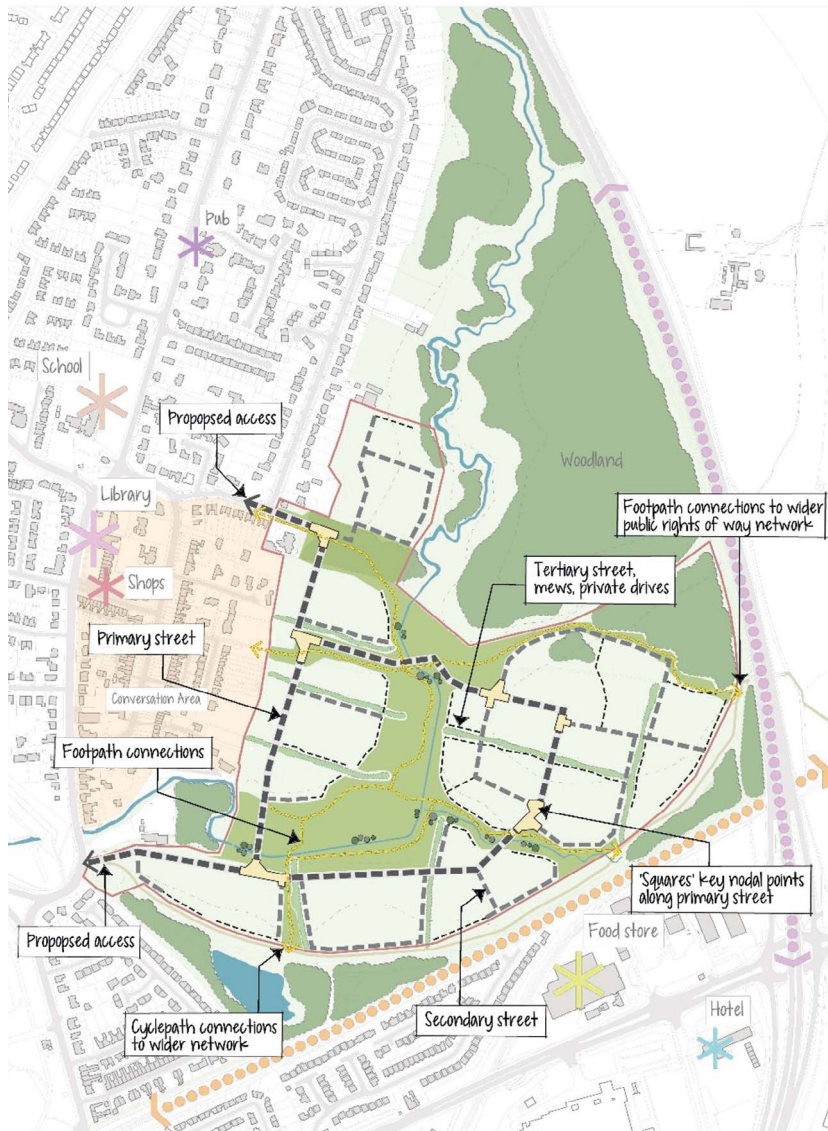 Pub
School
Propopsed access
Woodland
Library
Footpath connections to wider
public rights of way network
Shops
Tertiary street,
mews, private drives
Primary street
Conversation Area
Footpath connections
'Squares' key nodal points
along primary street
Propopsed access
Food store
Cyclepath connections
to wider network
Secondary street
Hotel